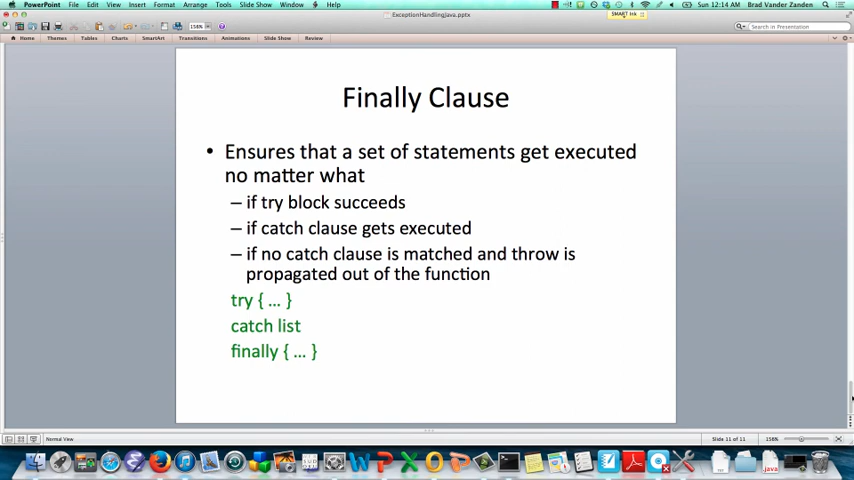 PowerPoint File Edit View Insert Format Arrange Tools Slide Show Window Help Sun 12:14 AM Brad Vander Zanden
SMART Ink
ExceptionHandlingJava.pptx
158%
Search in Presentation
Home Themes Tables Charts SmartArt Transitions Animations Slide Show Review
Finally Clause
• Ensures that a set of statements get executed
no matter what
– if try block succeeds
– if catch clause gets executed
– if no catch clause is matched and throw is
propagated out of the function
try { … }
catch list
finally { … }
Normal View Slide 11 of 11 158%